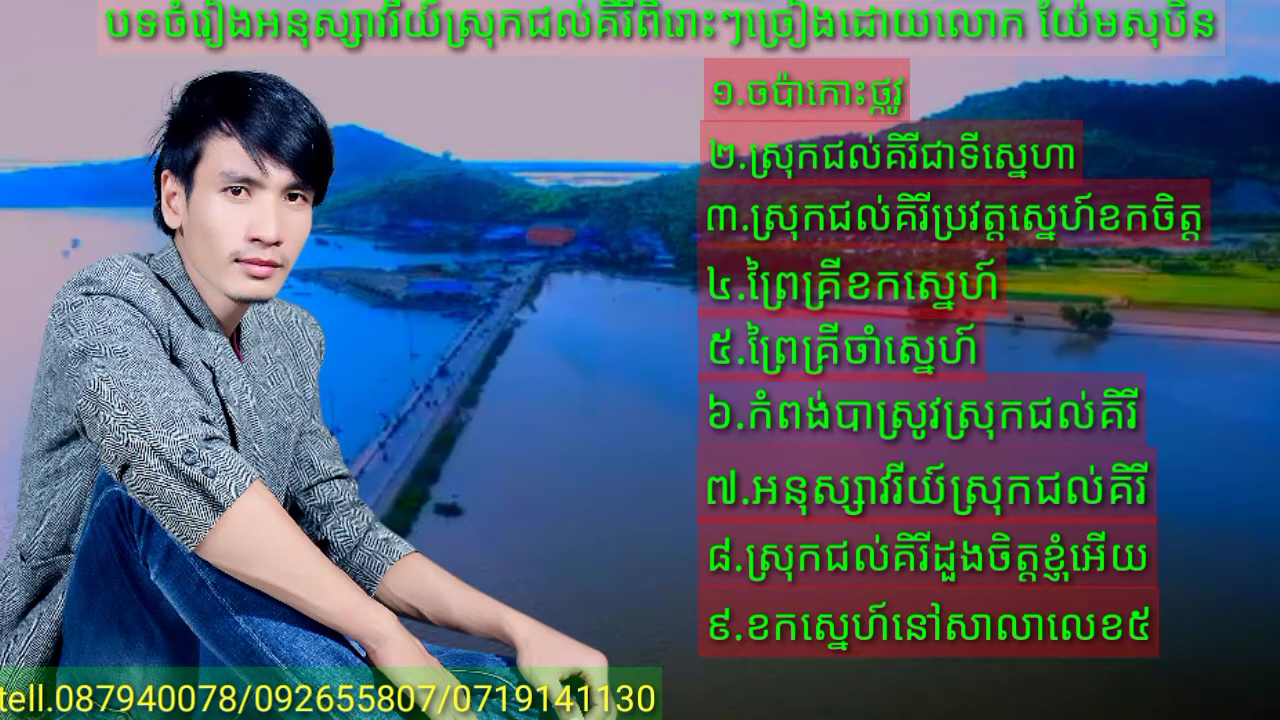 បទចំរៀងអនុស្សាវរីយ៍ស្រុកជល់គិរីពិរោះៗច្រៀងដោយលោក យ៉ែមសុបិន
១.ចប៉ាកោះថ្កូវ
២.ស្រុកជល់គិរីជាទីស្នេហា
៣.ស្រុកជល់គិរីប្រវត្តស្នេហ៍ខកចិត្ត
៤.ព្រៃគ្រីខកស្នេហ៍
៥.ព្រៃគ្រីចាំស្នេហ៍
៦.កំពង់បាស្រូវស្រុកជល់គិរី
៧.អនុស្សាវរីយ៍ស្រុកជល់គិរី
៨.ស្រុកជល់គិរីដួងចិត្តខ្ញុំអើយ
៩.ខកស្នេហ៍នៅសាលាលេខ៥
tell.087940078/092655807/0719141130